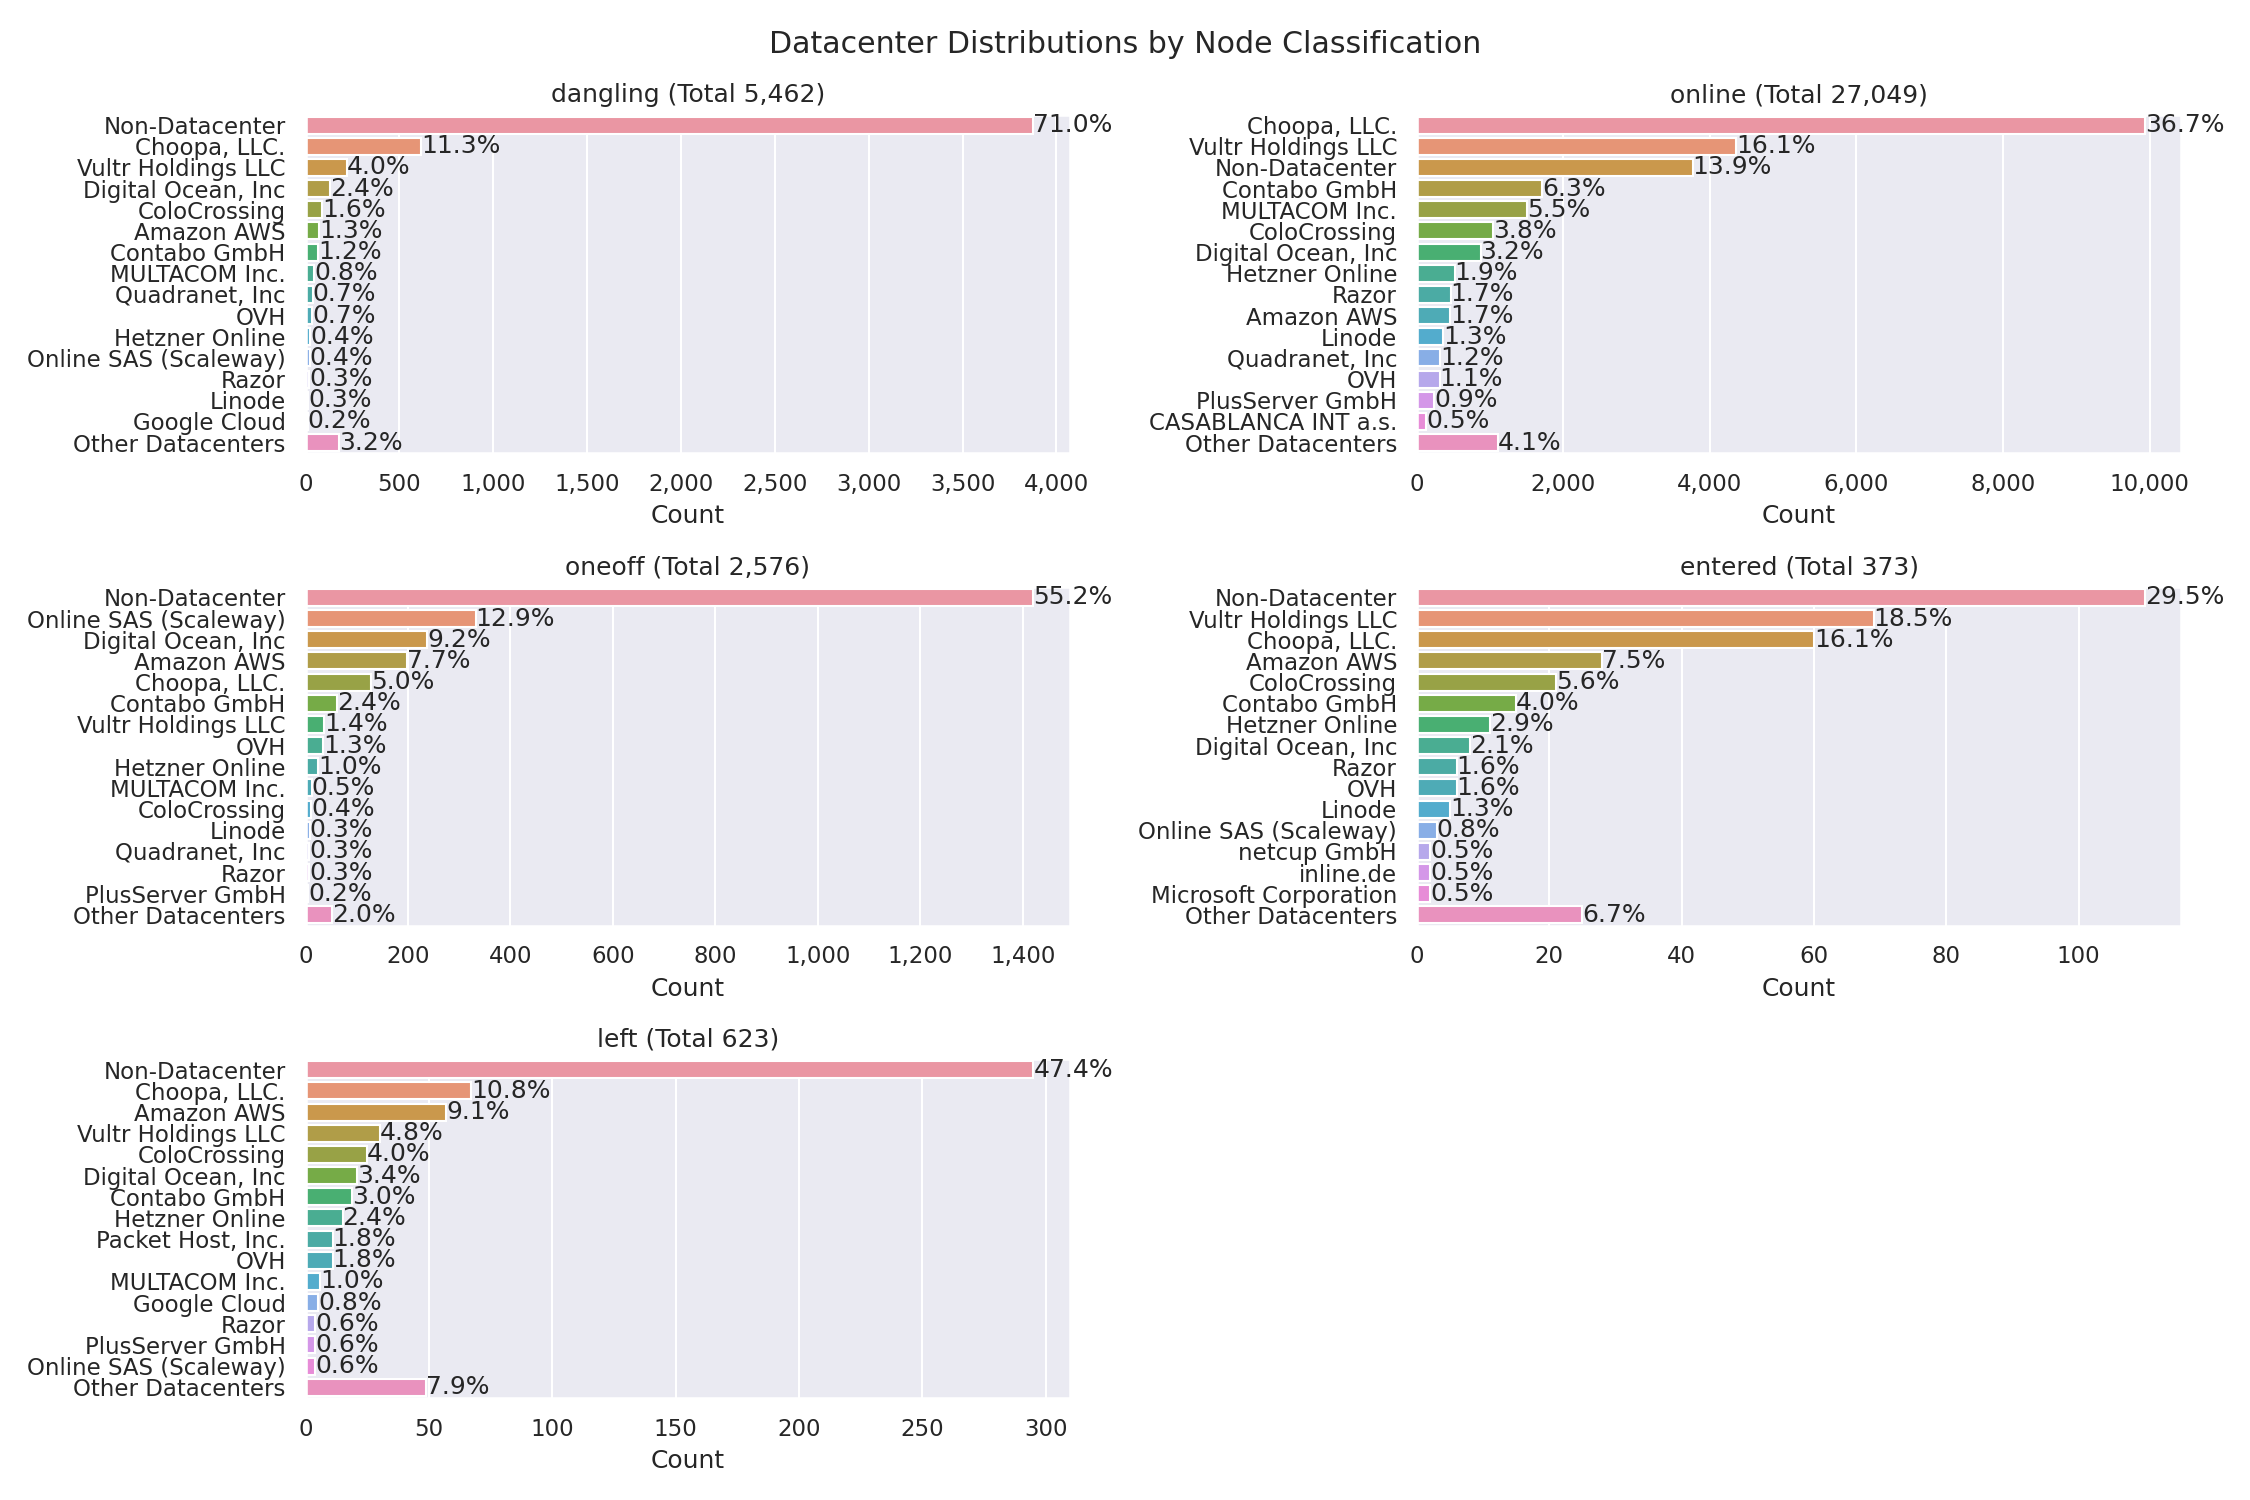 Datacenter Distributions by Node Classification
dangling (Total 5,462)
Non-Datacenter 71.0%
Choopa, LLC. 11.3%
Vultr Holdings LLC 4.0%
Digital Ocean, Inc 2.4%
ColoCrossing 1.6%
Amazon AWS 1.3%
Contabo GmbH 1.2%
MULTACOM Inc. 0.8%
Quadranet, Inc 0.7%
OVH 0.7%
Hetzner Online 0.4%
Online SAS (Scaleway) 0.4%
Razor 0.3%
Linode 0.3%
Google Cloud 0.2%
Other Datacenters 3.2%
0 500 1,000 1,500 2,000 2,500 3,000 3,500 4,000
Count
online (Total 27,049)
Choopa, LLC. 36.7%
Vultr Holdings LLC 16.1%
Non-Datacenter 13.9%
Contabo GmbH 6.3%
MULTACOM Inc. 5.5%
ColoCrossing 3.8%
Digital Ocean, Inc 3.2%
Hetzner Online 1.9%
Razor 1.7%
Amazon AWS 1.7%
Linode 1.3%
Quadranet, Inc 1.2%
OVH 1.1%
PlusServer GmbH 0.9%
CASABLANCA INT a.s. 0.5%
Other Datacenters 4.1%
0 2,000 4,000 6,000 8,000 10,000
Count
oneoff (Total 2,576)
Non-Datacenter 55.2%
Online SAS (Scaleway) 12.9%
Digital Ocean, Inc 9.2%
Amazon AWS 7.7%
Choopa, LLC. 5.0%
Contabo GmbH 2.4%
Vultr Holdings LLC 1.4%
OVH 1.3%
Hetzner Online 1.0%
MULTACOM Inc. 0.5%
ColoCrossing 0.4%
Linode 0.3%
Quadranet, Inc 0.3%
Razor 0.3%
PlusServer GmbH 0.2%
Other Datacenters 2.0%
0 200 400 600 800 1,000 1,200 1,400
Count
entered (Total 373)
Non-Datacenter 29.5%
Vultr Holdings LLC 18.5%
Choopa, LLC. 16.1%
Amazon AWS 7.5%
ColoCrossing 5.6%
Contabo GmbH 4.0%
Hetzner Online 2.9%
Digital Ocean, Inc 2.1%
Razor 1.6%
OVH 1.6%
Linode 1.3%
Online SAS (Scaleway) 0.8%
netcup GmbH 0.5%
inline.de 0.5%
Microsoft Corporation 0.5%
Other Datacenters 6.7%
0 20 40 60 80 100
Count
left (Total 623)
Non-Datacenter 47.4%
Choopa, LLC. 10.8%
Amazon AWS 9.1%
Vultr Holdings LLC 4.8%
ColoCrossing 4.0%
Digital Ocean, Inc 3.4%
Contabo GmbH 3.0%
Hetzner Online 2.4%
Packet Host, Inc. 1.8%
OVH 1.8%
MULTACOM Inc. 1.0%
Google Cloud 0.8%
Razor 0.6%
PlusServer GmbH 0.6%
Online SAS (Scaleway) 0.6%
Other Datacenters 7.9%
0 50 100 150 200 250 300
Count